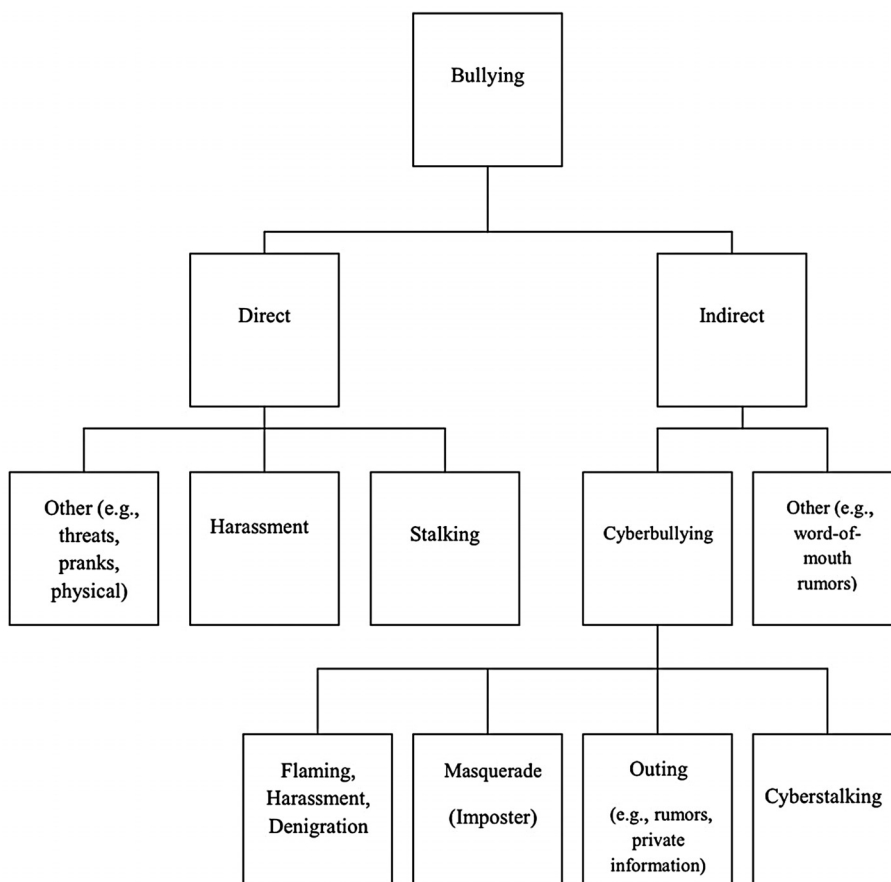 Bullying
Direct
Indirect
Other (e.g.,
threats,
pranks,
physical)
Harassment
Stalking
Cyberbullying
Other (e.g.,
word-of-
mouth
rumors)
Flaming,
Harassment,
Denigration
Masquerade
(Imposter)
Outing
(e.g., rumors,
private
information)
Cyberstalking